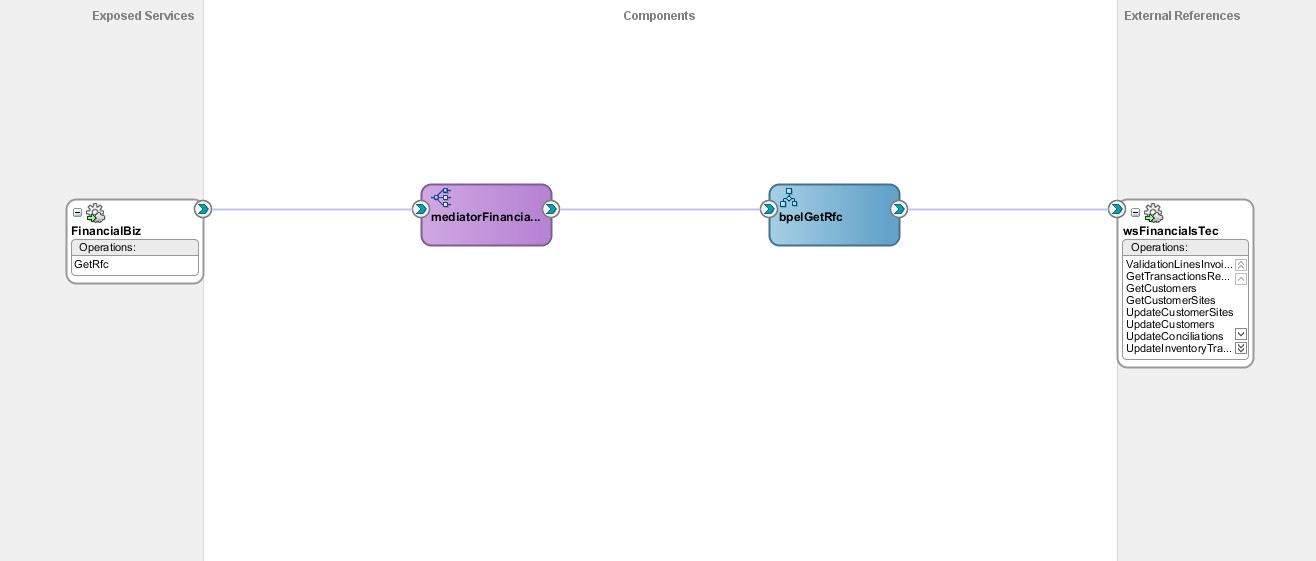 Exposed Services
Components
External References
FinancialBiz
Operations:
GetRfc
mediatorFinancia...
bpelGetRfc
wsFinancialsTec
Operations:
ValidationLinesInvoi...
GetTransactionsRe...
GetCustomers
GetCustomerSites
UpdateCustomerSites
UpdateCustomers
UpdateConciliations
UpdateInventoryTra...